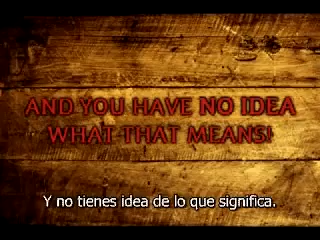 AND YOU HAVE NO IDEA
WHAT THAT MEANS!
Y no tienes idea de lo que significa.